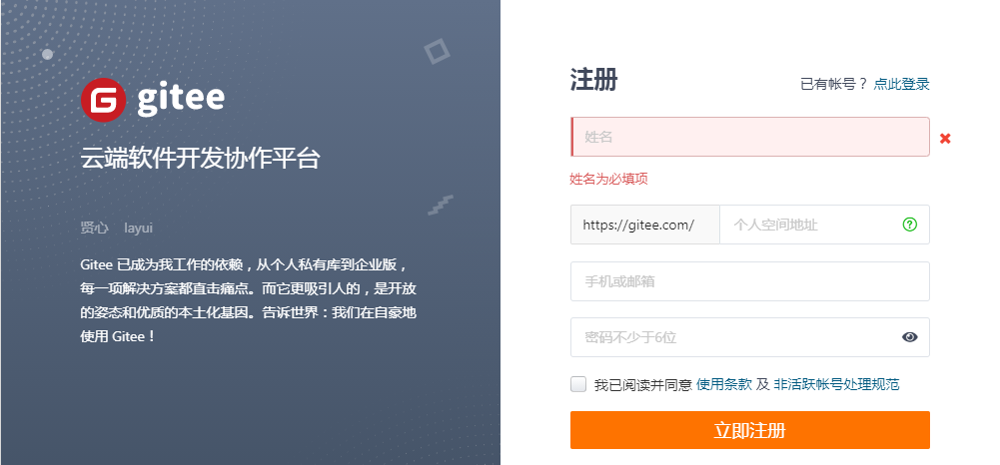 gitee
云端软件开发协作平台
贤心 layui
Gitee 已成为我工作的依赖，从个人私有库到企业版，
每一项解决方案都直击痛点。而它更吸引人的，是开放
的姿态和优质的本土化基因。告诉世界：我们在自豪地
使用 Gitee！
注册 已有帐号？ 点此登录
姓名
姓名为必填项
https://gitee.com/ 个人空间地址
手机或邮箱
密码不少于6位
我已阅读并同意 使用条款 及 非活跃帐号处理规范
立即注册